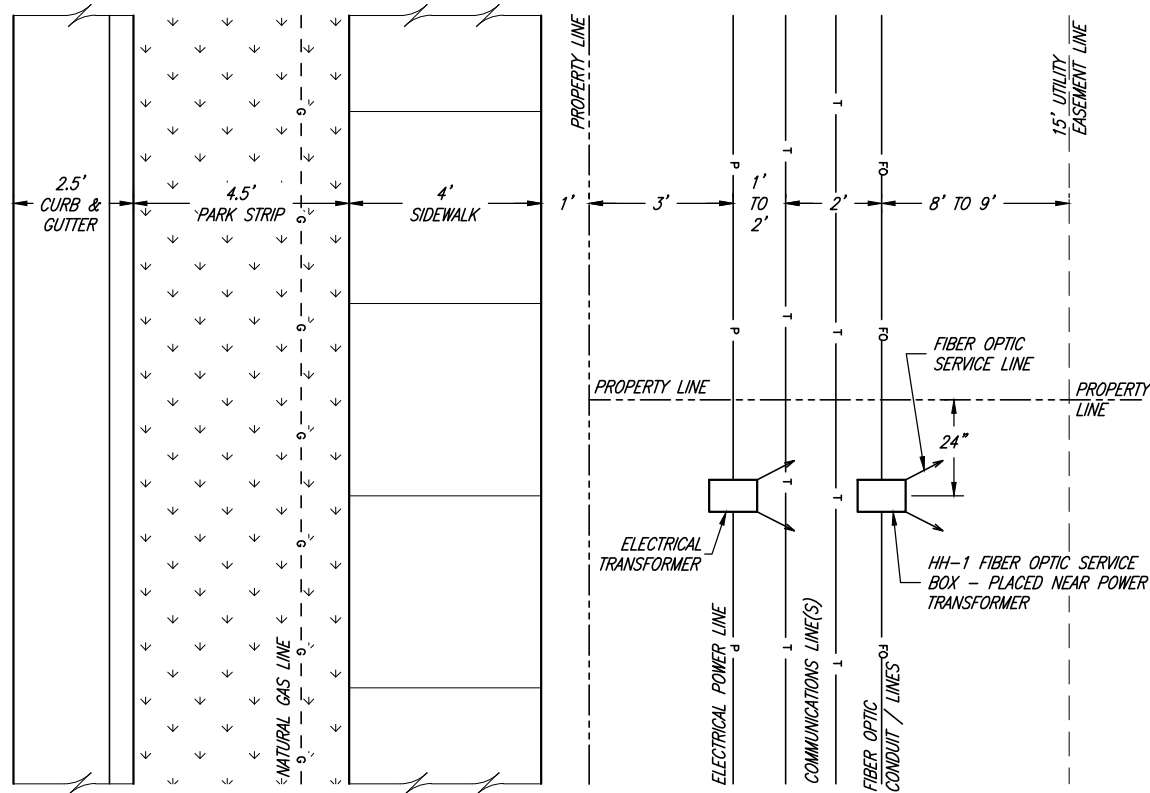 PROPERTY LINE
15' UTILITY
EASEMENT LINE
2.5'
CURB &
GUTTER
4.5'
PARK STRIP
4'
SIDEWALK
1'
3'
1'
TO
2'
2'
8' TO 9'
G
G
G
G
G
G
P
P
P
T
T
T
T
T
T
T
T
FO
FO
FO
FIBER OPTIC
SERVICE LINE
PROPERTY LINE
PROPERTY
LINE
24"
ELECTRICAL
TRANSFORMER
HH-1 FIBER OPTIC SERVICE
BOX - PLACED NEAR POWER
TRANSFORMER
NATURAL GAS LINE
ELECTRICAL POWER LINE
COMMUNICATIONS LINE(S)
FIBER OPTIC
CONDUIT / LINES